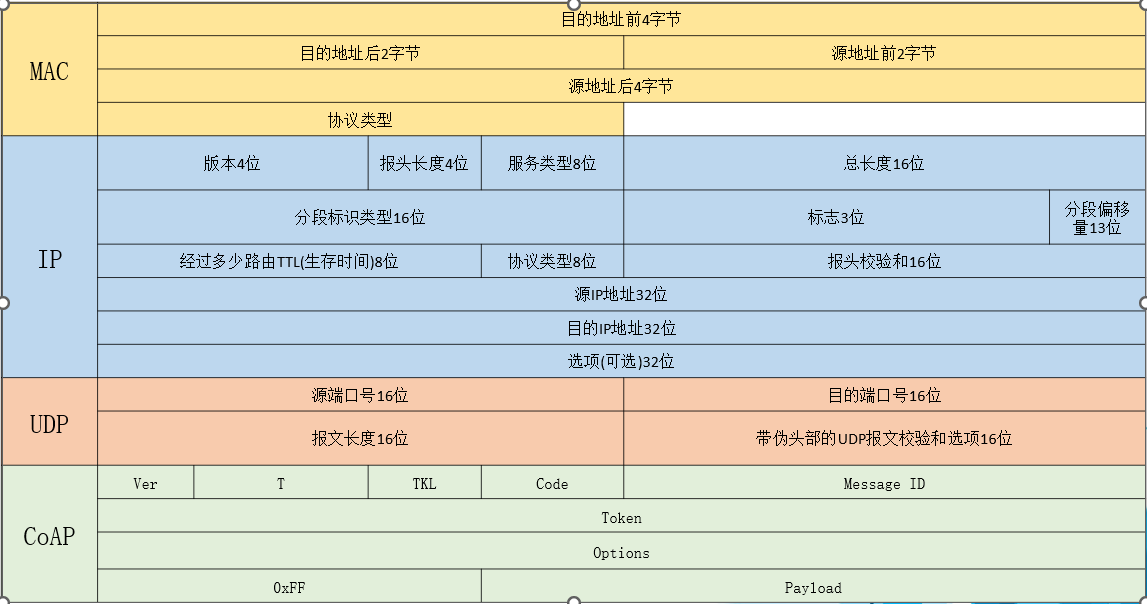 MAC
目的地址前4字节
目的地址后2字节
源地址前2字节
源地址后4字节
协议类型
IP
版本4位
报头长度4位
服务类型8位
总长度16位
分段标识类型16位
标志3位
分段偏移
量13位
经过多少路由TTL(生存时间)8位
协议类型8位
报头校验和16位
源IP地址32位
目的IP地址32位
选项(可选)32位
UDP
源端口号16位
目的端口号16位
报文长度16位
带伪头部的UDP报文校验和选项16位
CoAP
Ver
T
TKL
Code
Message ID
Token
Options
0xFF
Payload